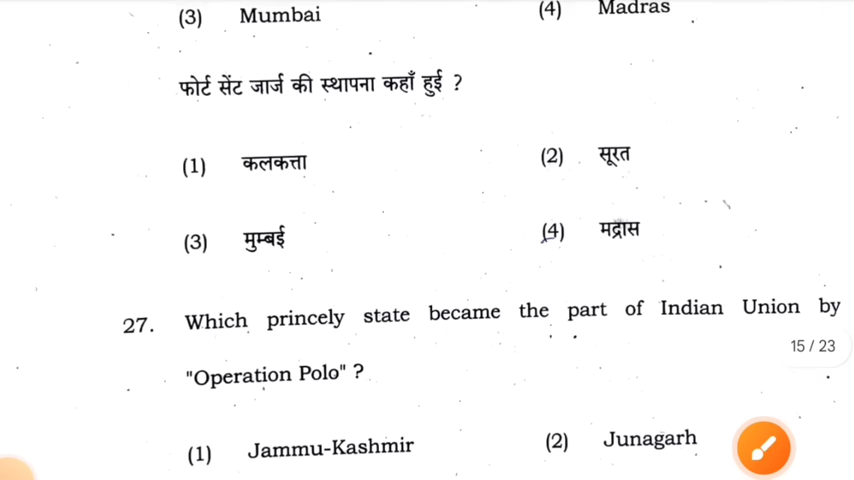 (3) Mumbai (4) Madras
फोर्ट सेंट जार्ज की स्थापना कहाँ हुई ?
(1) कलकत्ता (2) सूरत
(3) मुम्बई (4) मद्रास
27. Which princely state became the part of Indian Union by
15 / 23
"Operation Polo" ?
(1) Jammu-Kashmir (2) Junagarh